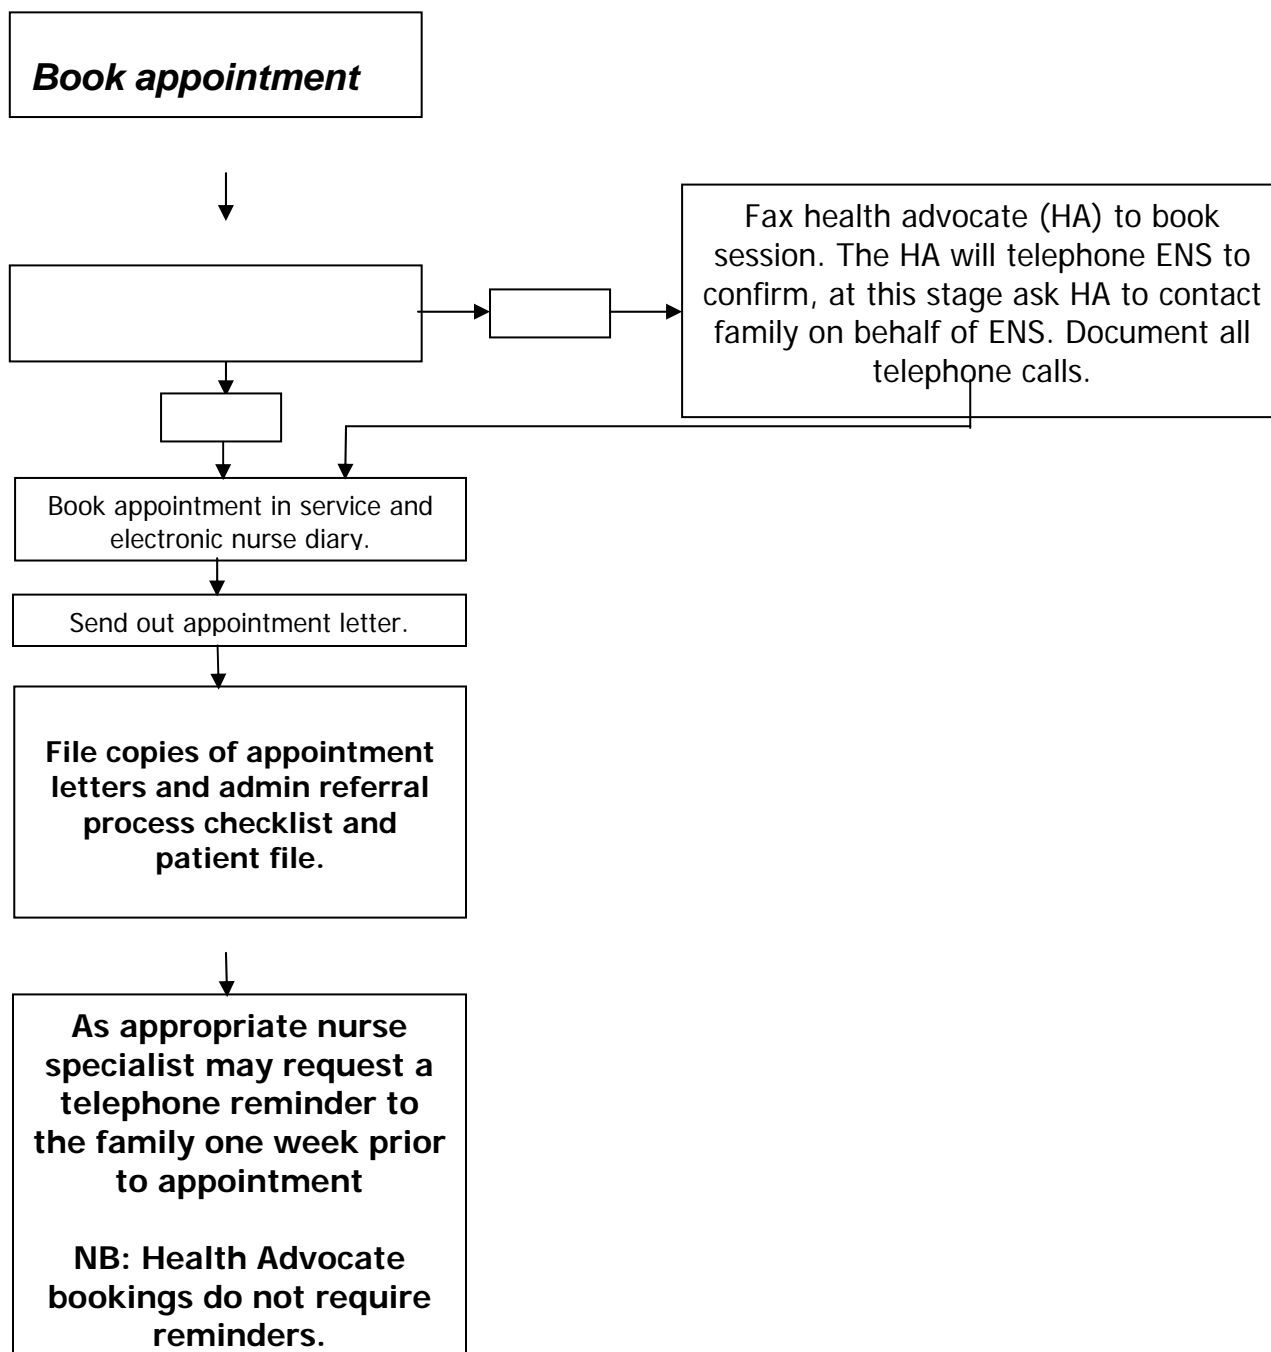 Book appointment
Fax health advocate (HA) to book
session. The HA will telephone ENS to
confirm, at this stage ask HA to contact
family on behalf of ENS. Document all
telephone calls.
Book appointment in service and
electronic nurse diary.
Send out appointment letter.
File copies of appointment
letters and admin referral
process checklist and
patient file.
As appropriate nurse
specialist may request a
telephone reminder to
the family one week prior
to appointment
NB: Health Advocate
bookings do not require
reminders.